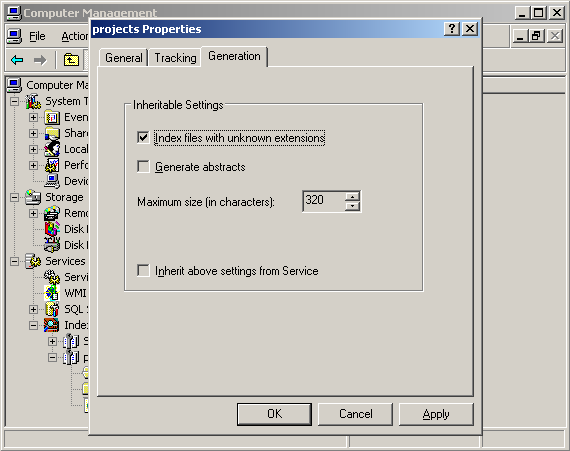 Computer Management
projects Properties
File Action
General Tracking Generation
Computer Ma
Inheritable Settings
System T
Even
Index files with unknown extensions
Share
Local
Generate abstracts
Perfo
Devic
Storage
Maximum size (in characters): 320
Remo
Disk
Disk
Services
Inherit above settings from Service
Servic
WMI
SQL S
Index
S
p
OK Cancel Apply